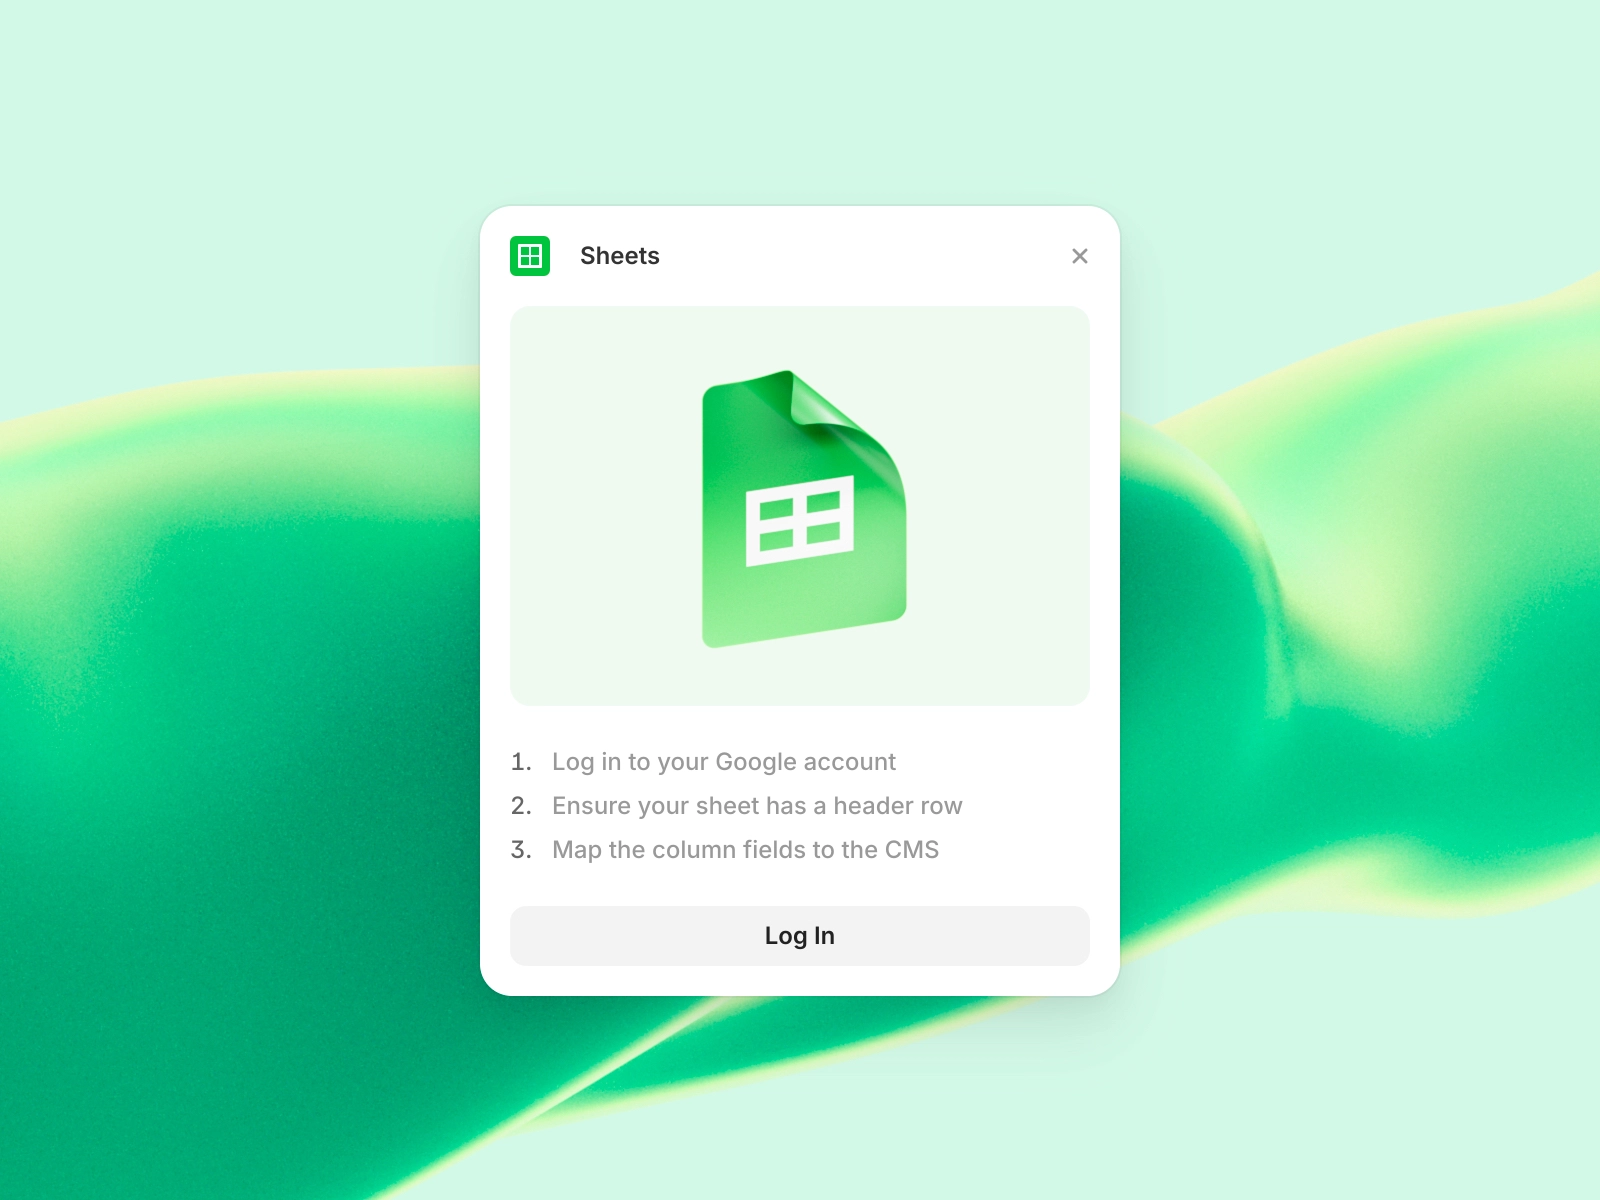 Sheets
1. Log in to your Google account
2. Ensure your sheet has a header row
3. Map the column fields to the CMS
Log In